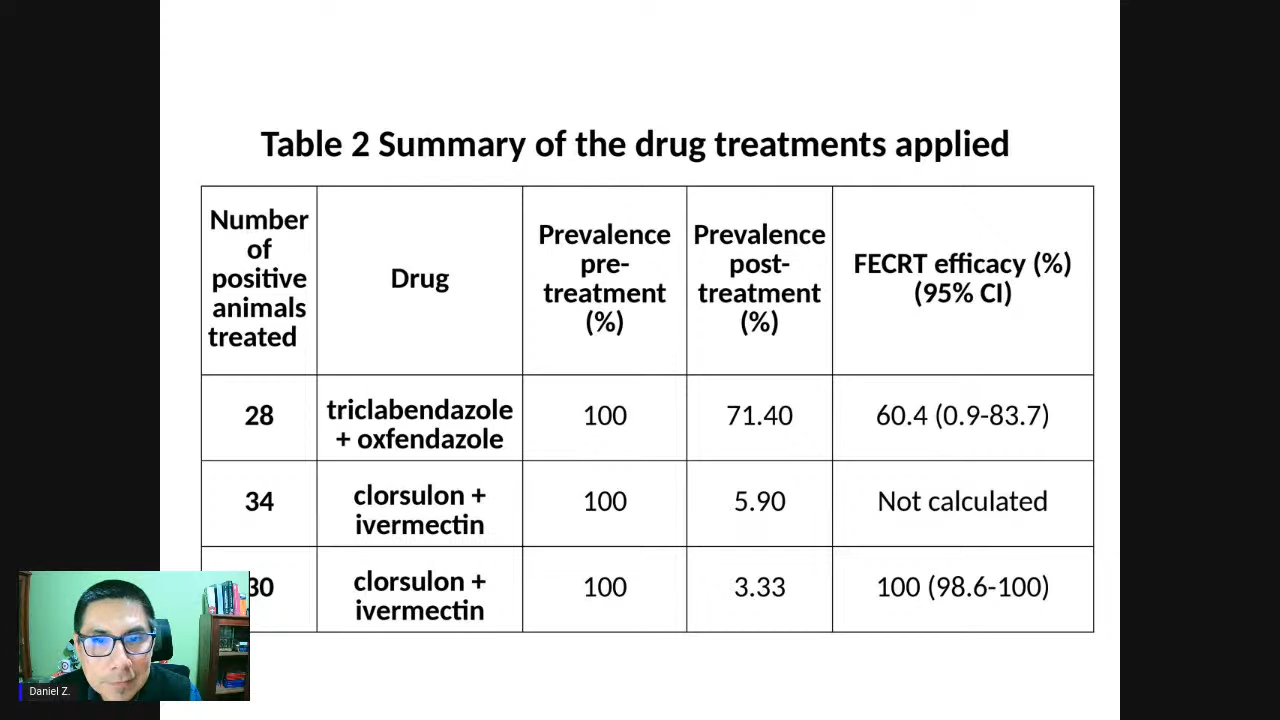 Table 2 Summary of the drug treatments applied
Number
of
positive
animals
treated
Drug
Prevalence
pre-
treatment
(%)
Prevalence
post-
treatment
(%)
FECRT efficacy (%)
(95% CI)
28
triclabendazole
+ oxfendazole
100
71.40
60.4 (0.9-83.7)
34
clorsulon +
ivermectin
100
5.90
Not calculated
30
clorsulon +
ivermectin
100
3.33
100 (98.6-100)
Daniel Z.